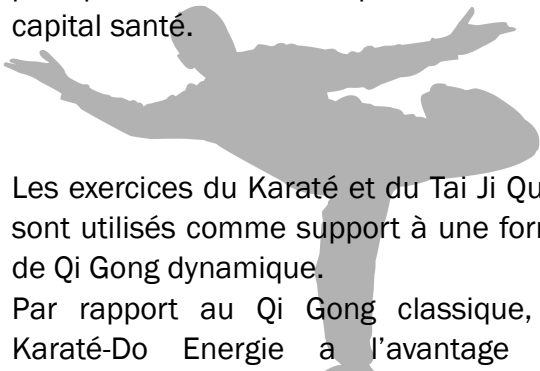 capital santé.
Les exercices du Karaté et du Tai Ji Qu
sont utilisés comme support à une for
de Qi Gong dynamique.
Par rapport au Qi Gong classique,
Karaté-Do Energie a l’avantage